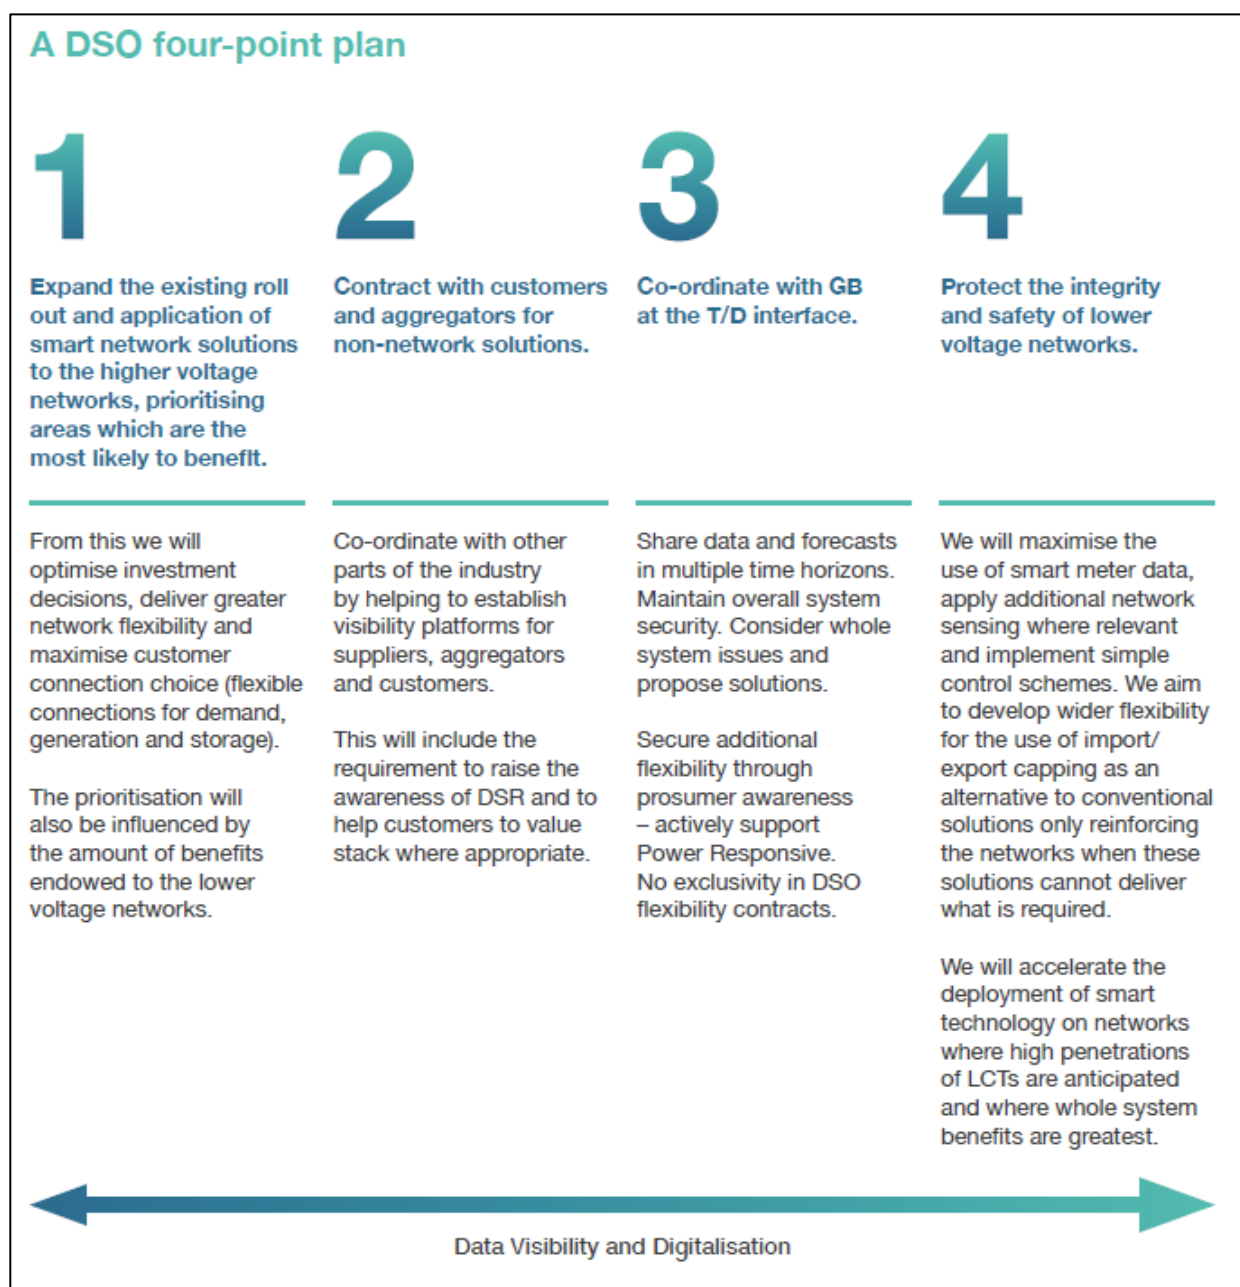 A DSO four-point plan
1
Expand the existing roll
out and application of
smart network solutions
to the higher voltage
networks, prioritising
areas which are the
most likely to benefit.
From this we will
optimise investment
decisions, deliver greater
network flexibility and
maximise customer
connection choice (flexible
connections for demand,
generation and storage).
The prioritisation will
also be influenced by
the amount of benefits
endowed to the lower
voltage networks.
2
Contract with customers
and aggregators for
non-network solutions.
Co-ordinate with other
parts of the industry
by helping to establish
visibility platforms for
suppliers, aggregators
and customers.
This will include the
requirement to raise the
awareness of DSR and to
help customers to value
stack where appropriate.
3
Co-ordinate with GB
at the T/D interface.
Share data and forecasts
in multiple time horizons.
Maintain overall system
security. Consider whole
system issues and
propose solutions.
Secure additional
flexibility through
prosumer awareness
– actively support
Power Responsive.
No exclusivity in DSO
flexibility contracts.
4
Protect the integrity
and safety of lower
voltage networks.
We will maximise the
use of smart meter data,
apply additional network
sensing where relevant
and implement simple
control schemes. We aim
to develop wider flexibility
for the use of import/
export capping as an
alternative to conventional
solutions only reinforcing
the networks when these
solutions cannot deliver
what is required.
We will accelerate the
deployment of smart
technology on networks
where high penetrations
of LCTs are anticipated
and where whole system
benefits are greatest.
Data Visibility and Digitalisation